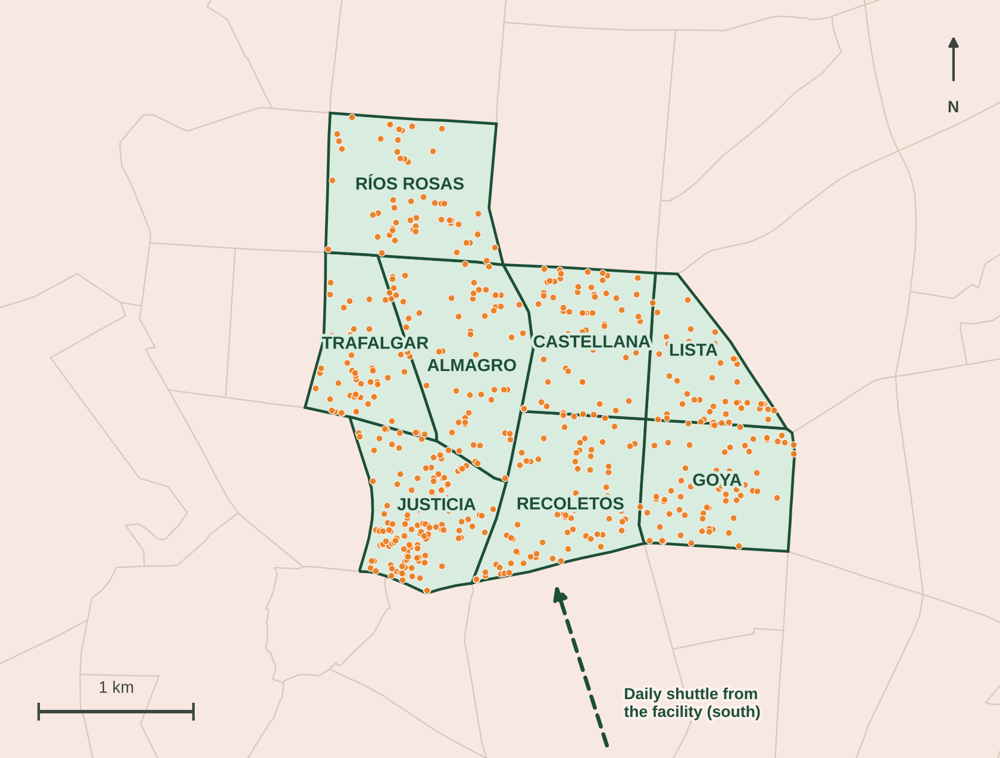 N
RÍOS ROSAS
TRAFALGAR
CASTELLANA
LISTA
ALMAGRO
GOYA
JUSTICIA
RECOLETOS
1 km
Daily shuttle from
the facility (south)